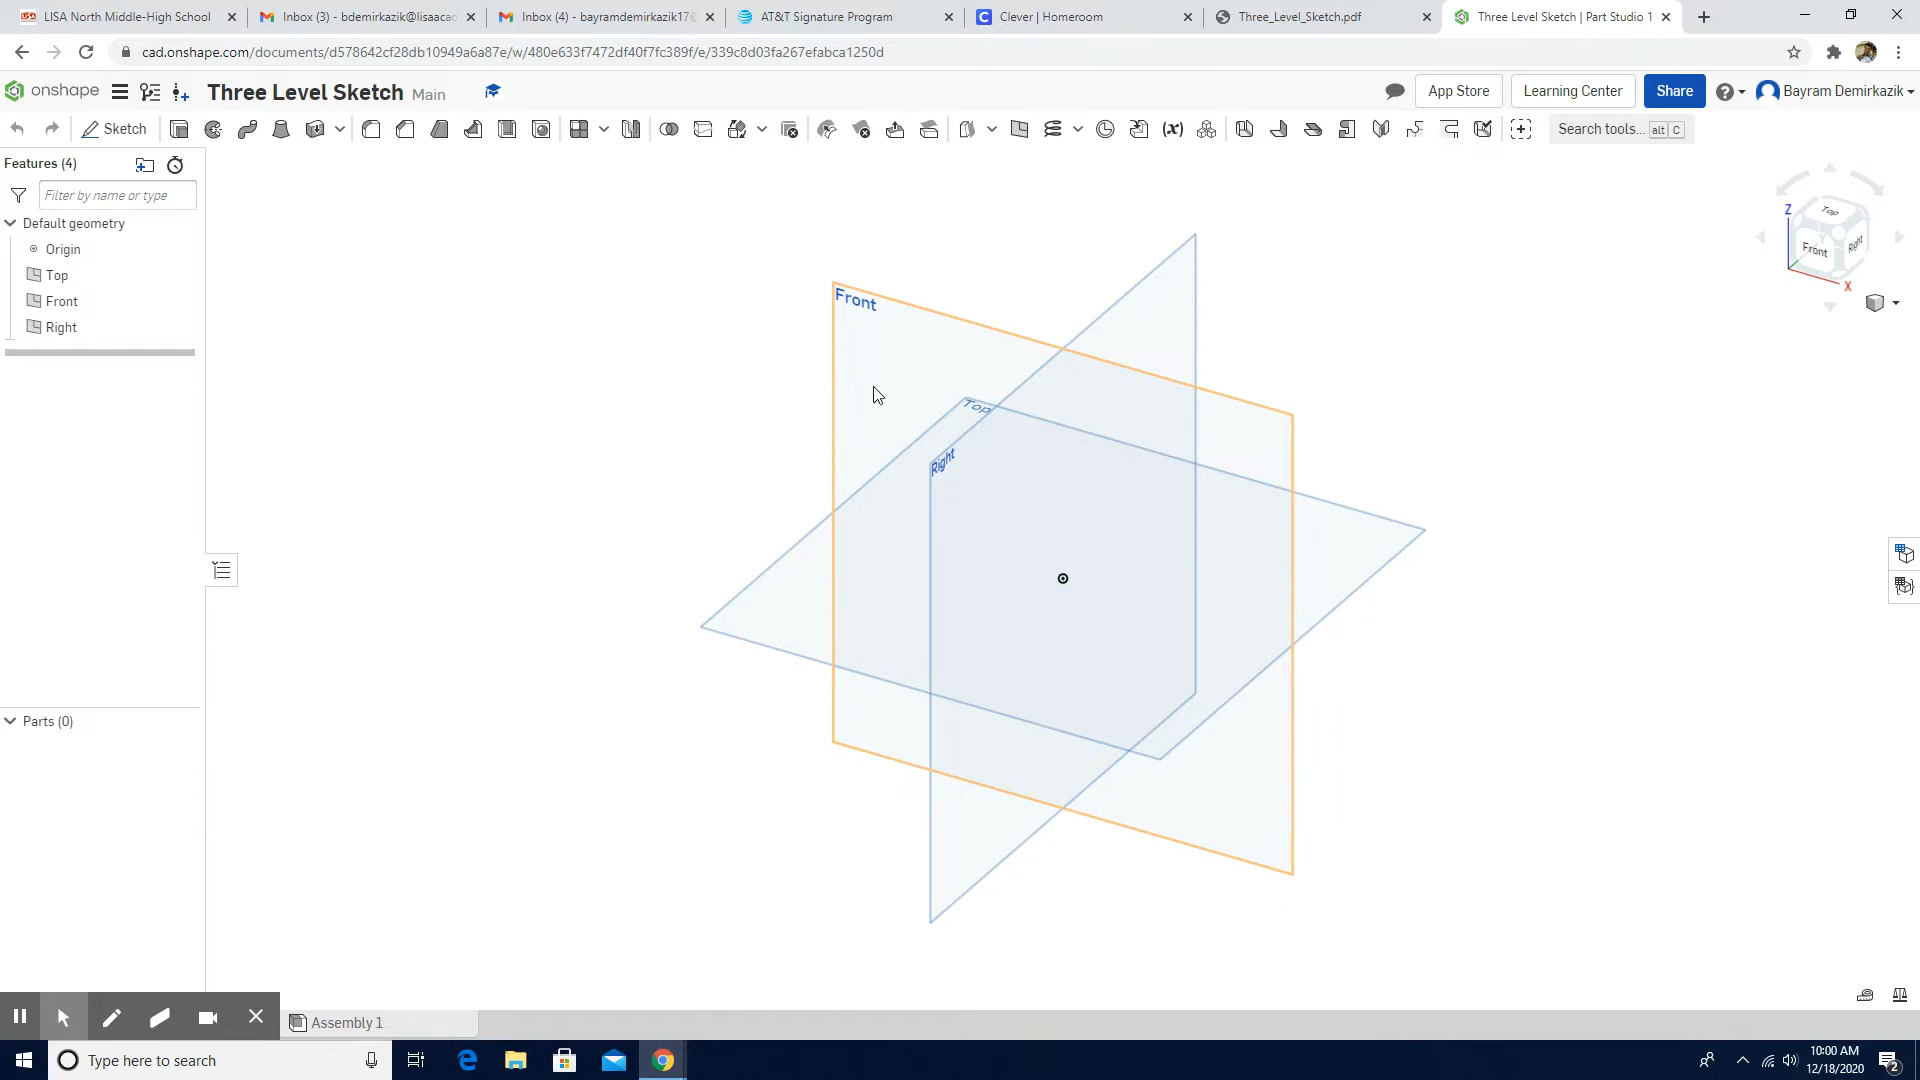 LISA North Middle-High School
Inbox (3) - bdemirkazik@lisaacad
Inbox (4) - bayramdemirkazik17@
AT&T Signature Program
Clever | Homeroom
Three_Level_Sketch.pdf
Three Level Sketch | Part Studio 1
cad.onshape.com/documents/d578642cf28db10949a6a87e/w/480e633f7472df40f7fc389f/e/339c8d03fa267efabca1250d
onshape
Three Level Sketch Main
App Store
Learning Center
Share
Bayram Demirkazik
Sketch
(x)
Search tools... alt C
Features (4)
Filter by name or type
Default geometry
Origin
Top
Front
Right
Parts (0)
Front
Top
Right
Z
Top
Front
Right
Y
X
Assembly 1
Type here to search
10:00 AM
12/18/2020
2